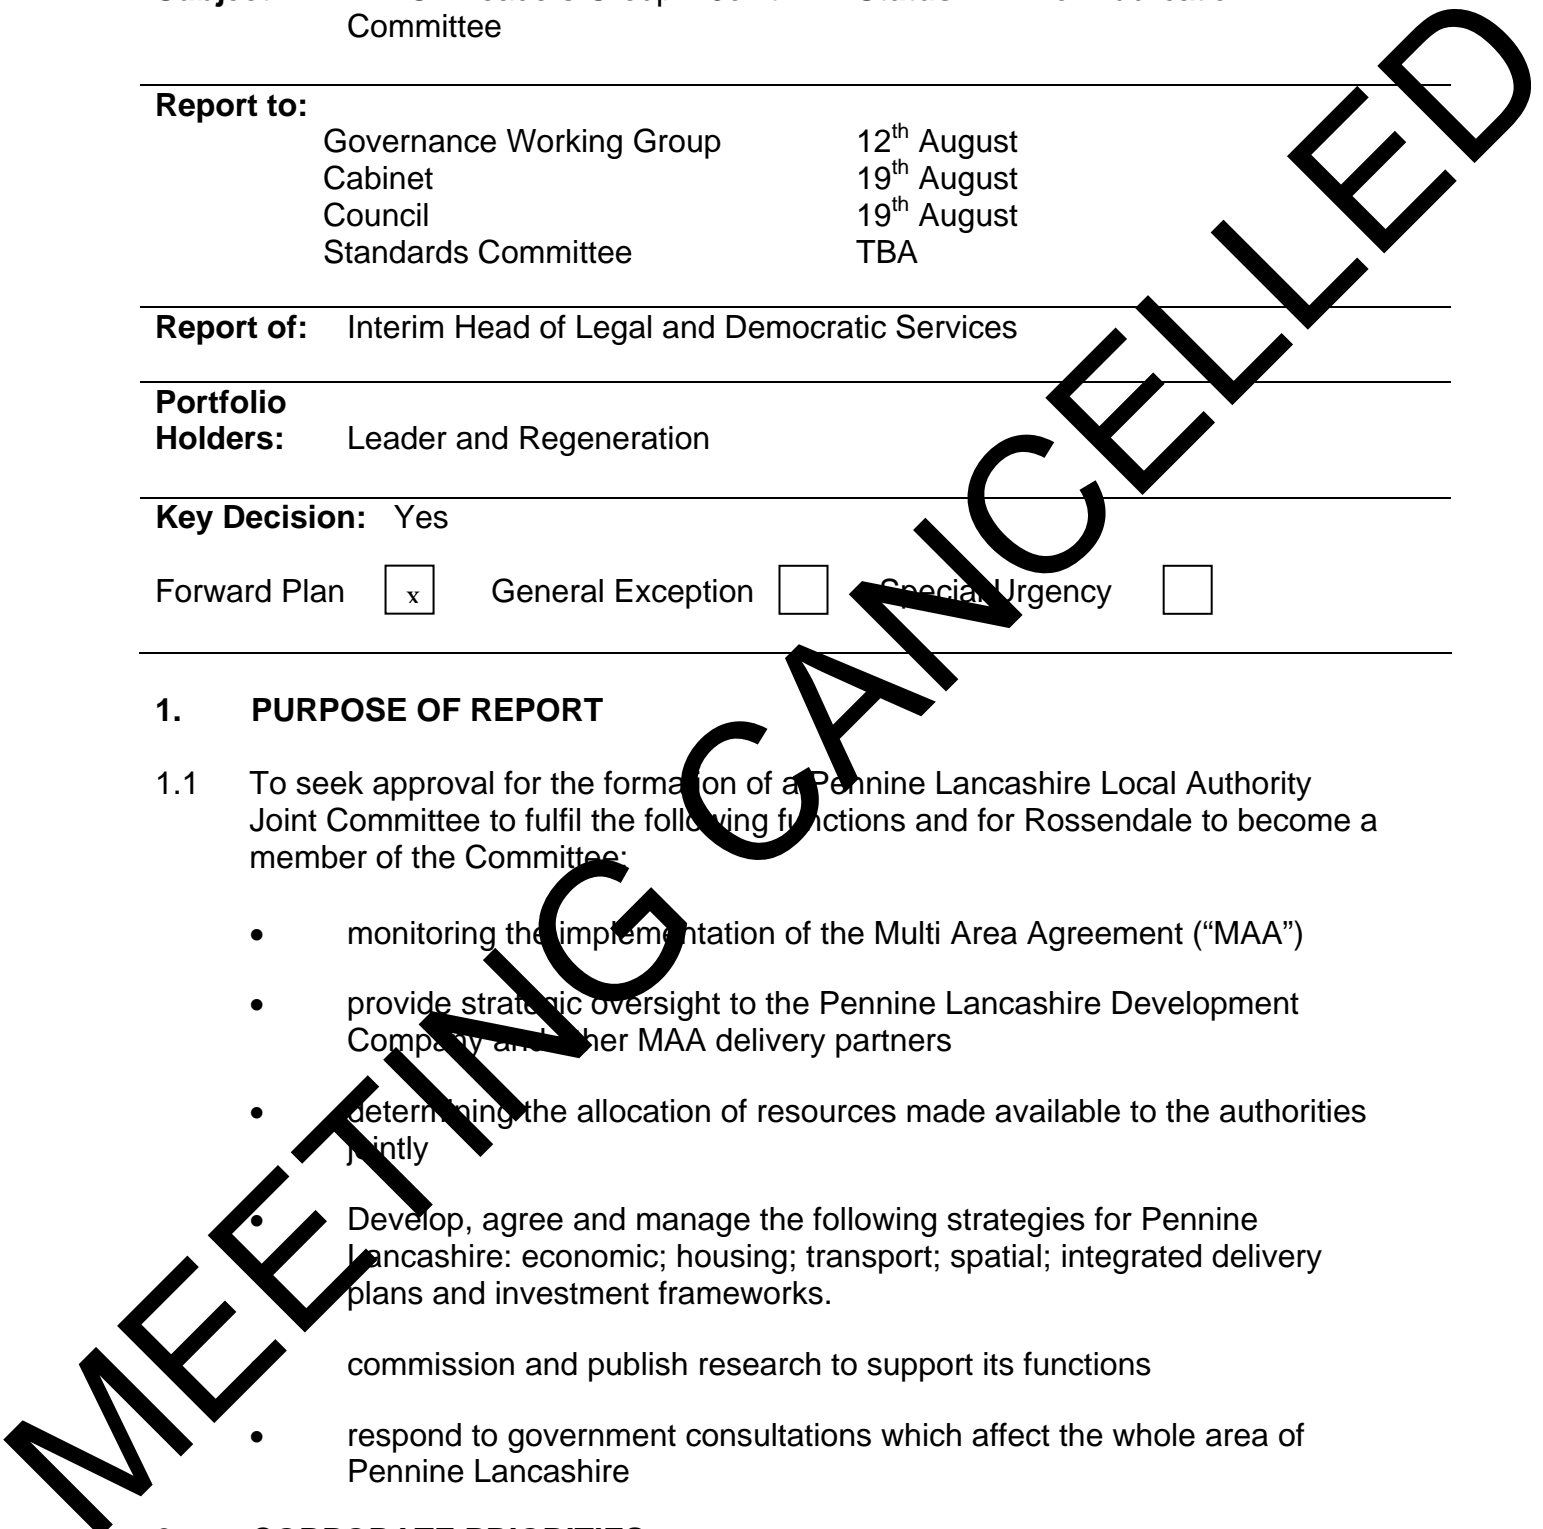 Committee
Report to:
Governance Working Group 12th August
Cabinet 19th August
Council 19th August
Standards Committee TBA
Report of: Interim Head of Legal and Democratic Services
Portfolio
Holders: Leader and Regeneration
Key Decision: Yes
Forward Plan x General Exception Special Urgency
1. PURPOSE OF REPORT
1.1 To seek approval for the formation of a Pennine Lancashire Local Authority
Joint Committee to fulfil the following functions and for Rossendale to become a
member of the Committee:
• monitoring the implementation of the Multi Area Agreement (“MAA”)
• provide strategic oversight to the Pennine Lancashire Development
Company and other MAA delivery partners
• determining the allocation of resources made available to the authorities
jointly
• Develop, agree and manage the following strategies for Pennine
Lancashire: economic; housing; transport; spatial; integrated delivery
plans and investment frameworks.
commission and publish research to support its functions
• respond to government consultations which affect the whole area of
Pennine Lancashire
CORPORATE PRIORITIES
MEETING CANCELLED